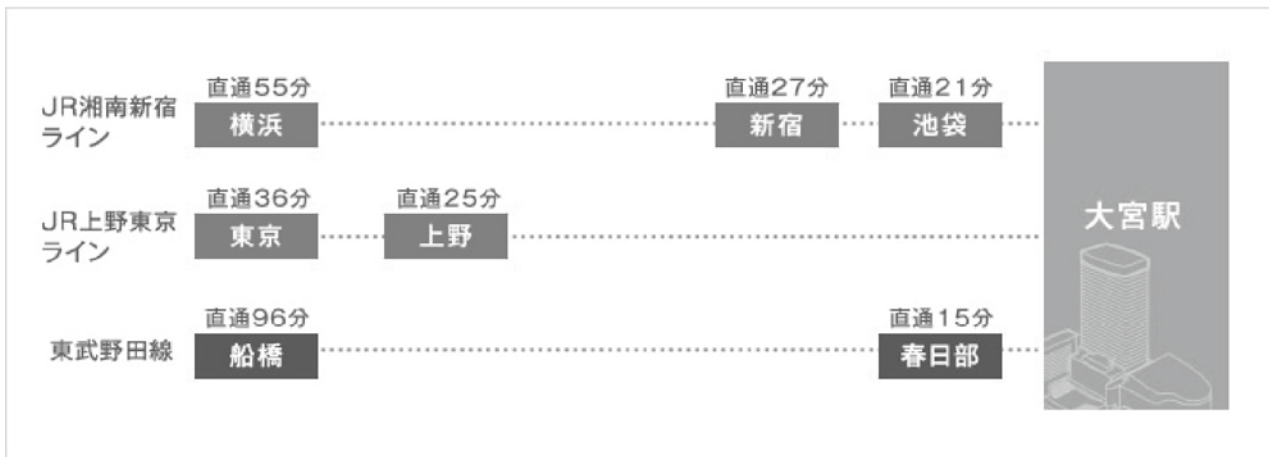 直通55分
直通27分
直通21分
JR湘南新宿
ライン
横浜
新宿
池袋
直通36分
直通25分
JR上野東京
ライン
東京
上野
大宮駅
直通96分
直通15分
東武野田線
船橋
春日部